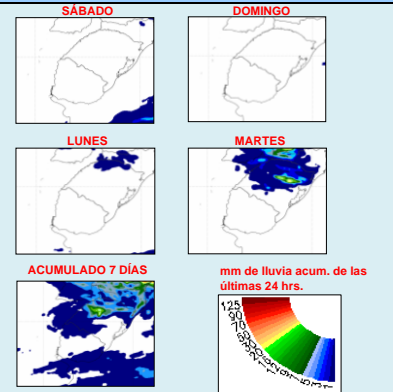 SÁBADO
DOMINGO
LUNES
MARTES
ACUMULADO 7 DÍAS
mm de lluvia acum. de las
últimas 24 hrs.
125
90
70